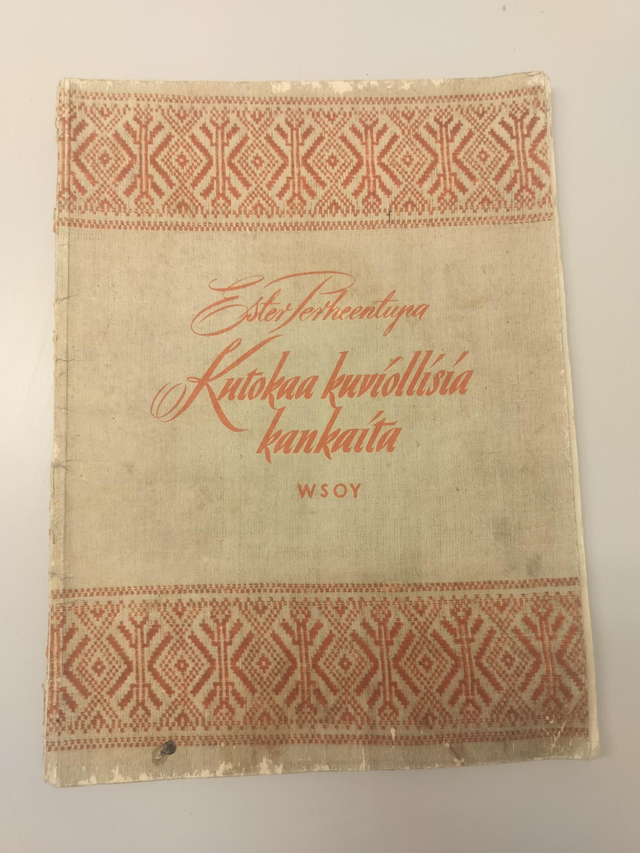 Ester Perheentupa
Kutokaa kuviollisia
kankaita
WSOY